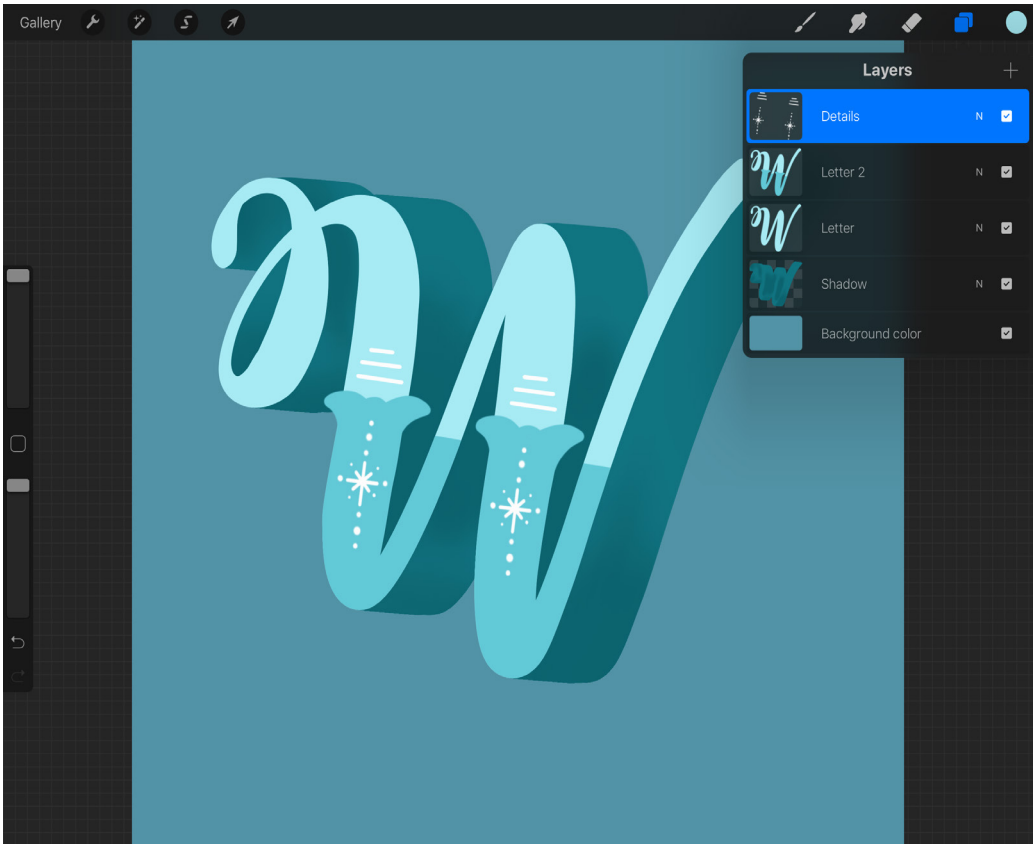 Gallery
Layers
Details N
Letter 2 N
Letter N
Shadow N
Background color
W